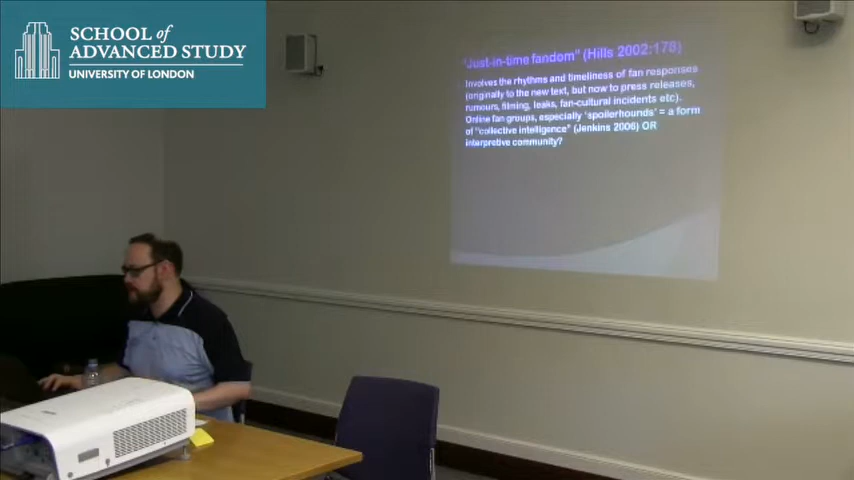 SCHOOL of
ADVANCED STUDY
UNIVERSITY OF LONDON
"Just-in-time fandom" (Hills 2002:178)
Involves the rhythms and timeliness of fan responses
(originally to the new text, but now to press releases,
rumours, filming, leaks, fan-cultural incidents etc).
Online fan groups, especially 'spoilerhounds' = a form
of "collective intelligence" (Jenkins 2006) OR
interpretive community?